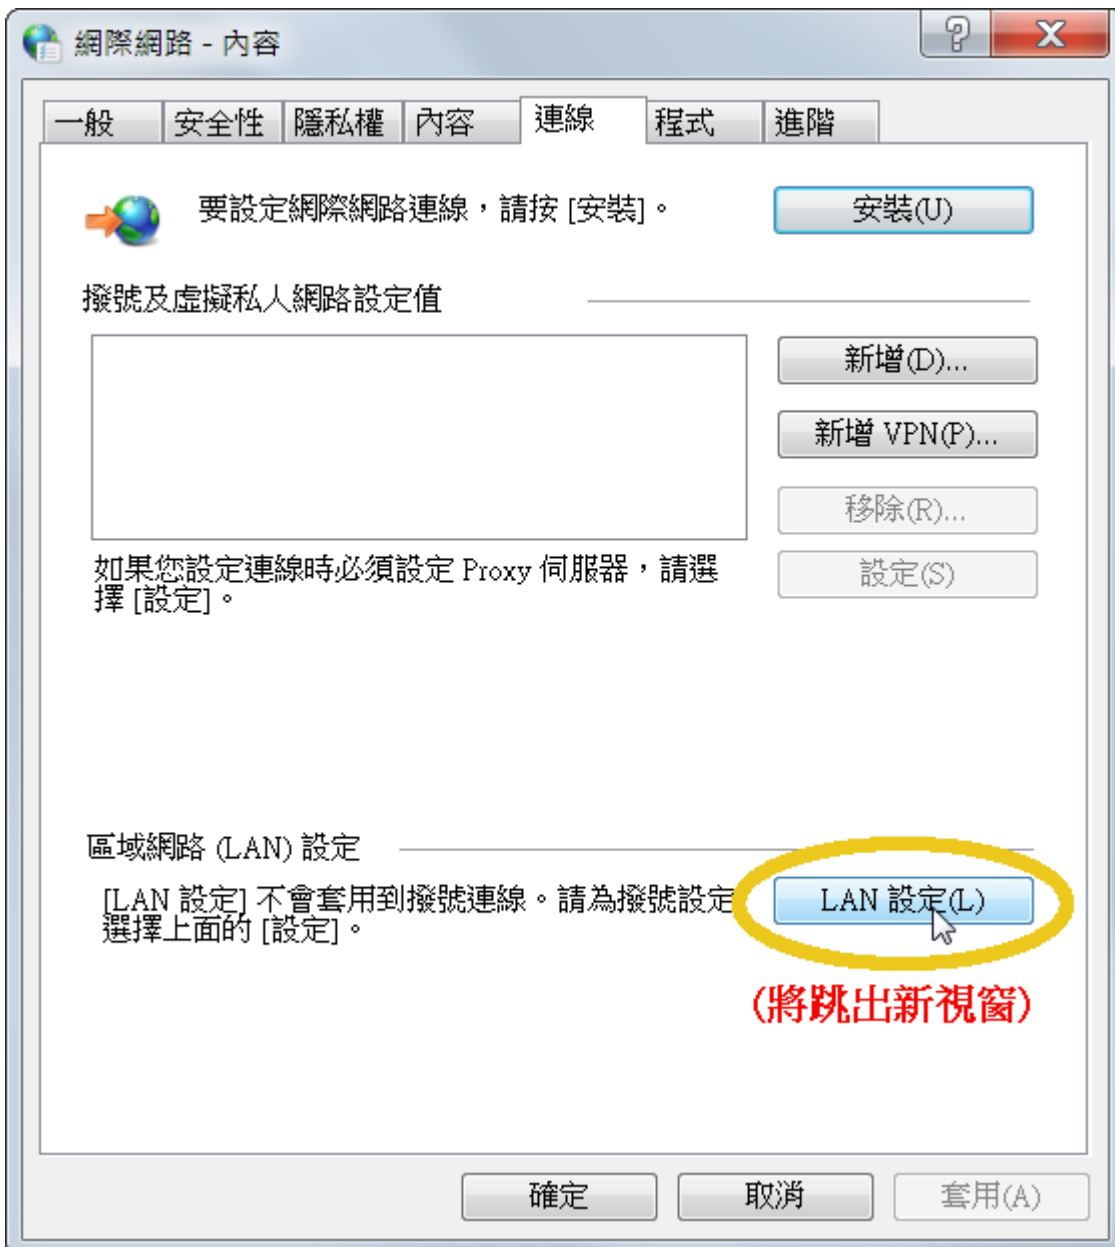 網際網路 - 內容
一般 安全性 隱私權 內容 連線 程式 進階
要設定網際網路連線，請按 [安裝]。 安裝(U)
撥號及虛擬私人網路設定值
新增(D)...
新增 VPN(P)...
移除(R)...
如果您設定連線時必須設定 Proxy 伺服器，請選
擇 [設定]。
設定(S)
區域網路 (LAN) 設定
[LAN 設定] 不會套用到撥號連線。請為撥號設定
選擇上面的 [設定]。
LAN 設定(L)
(將跳出新視窗)
確定 取消 套用(A)